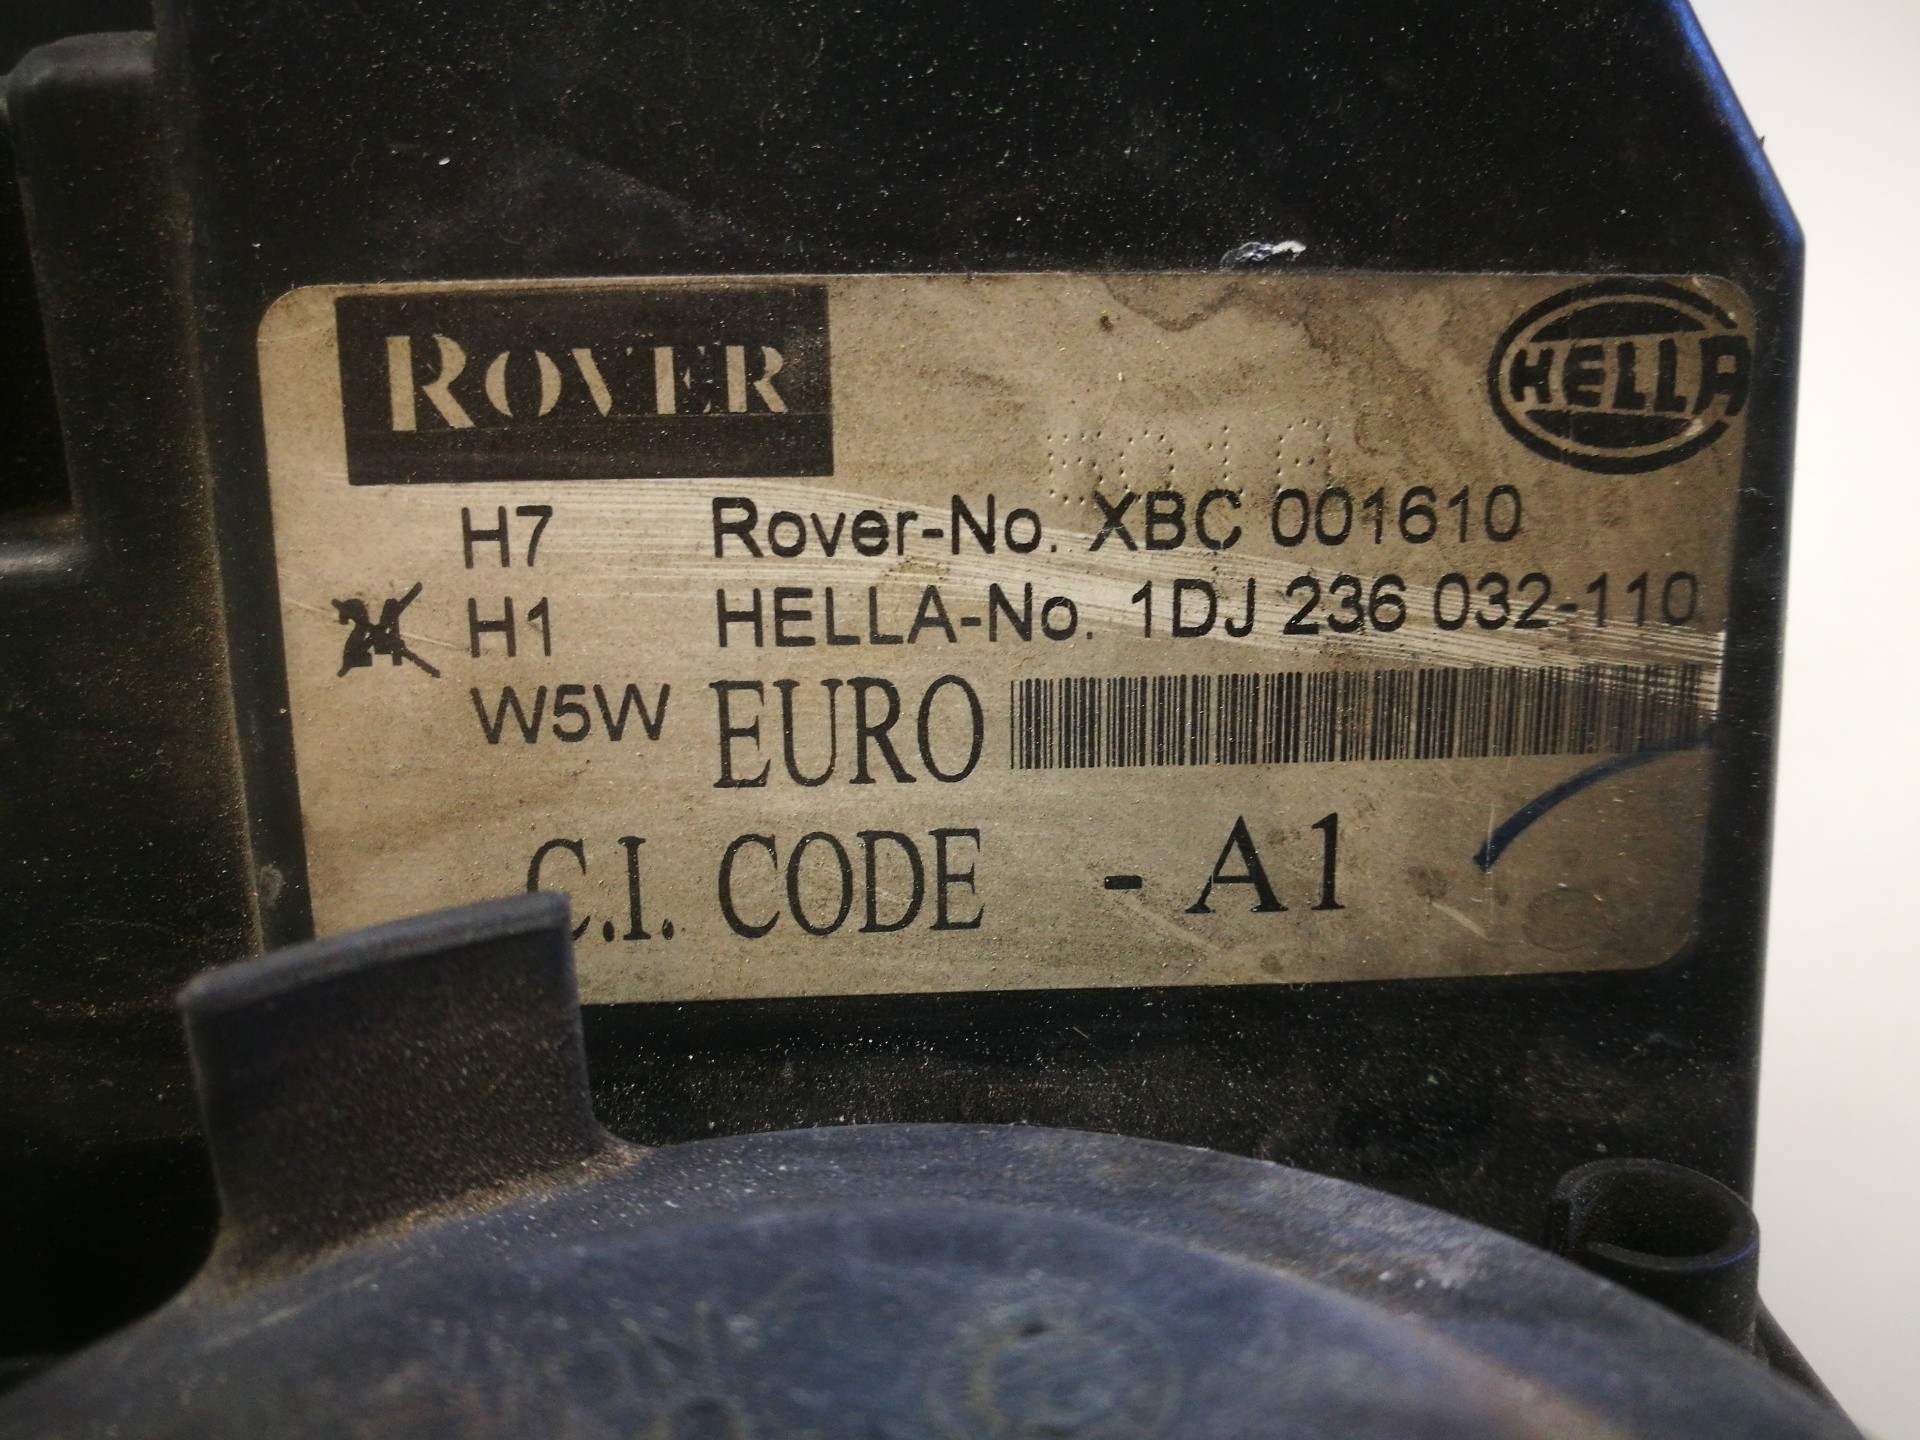 ROVER
HELLA
H7 Rover-No. XBC 001610
H1 HELLA-No. 1DJ 236 032-110
W5W EURO
C.I. CODE - A1